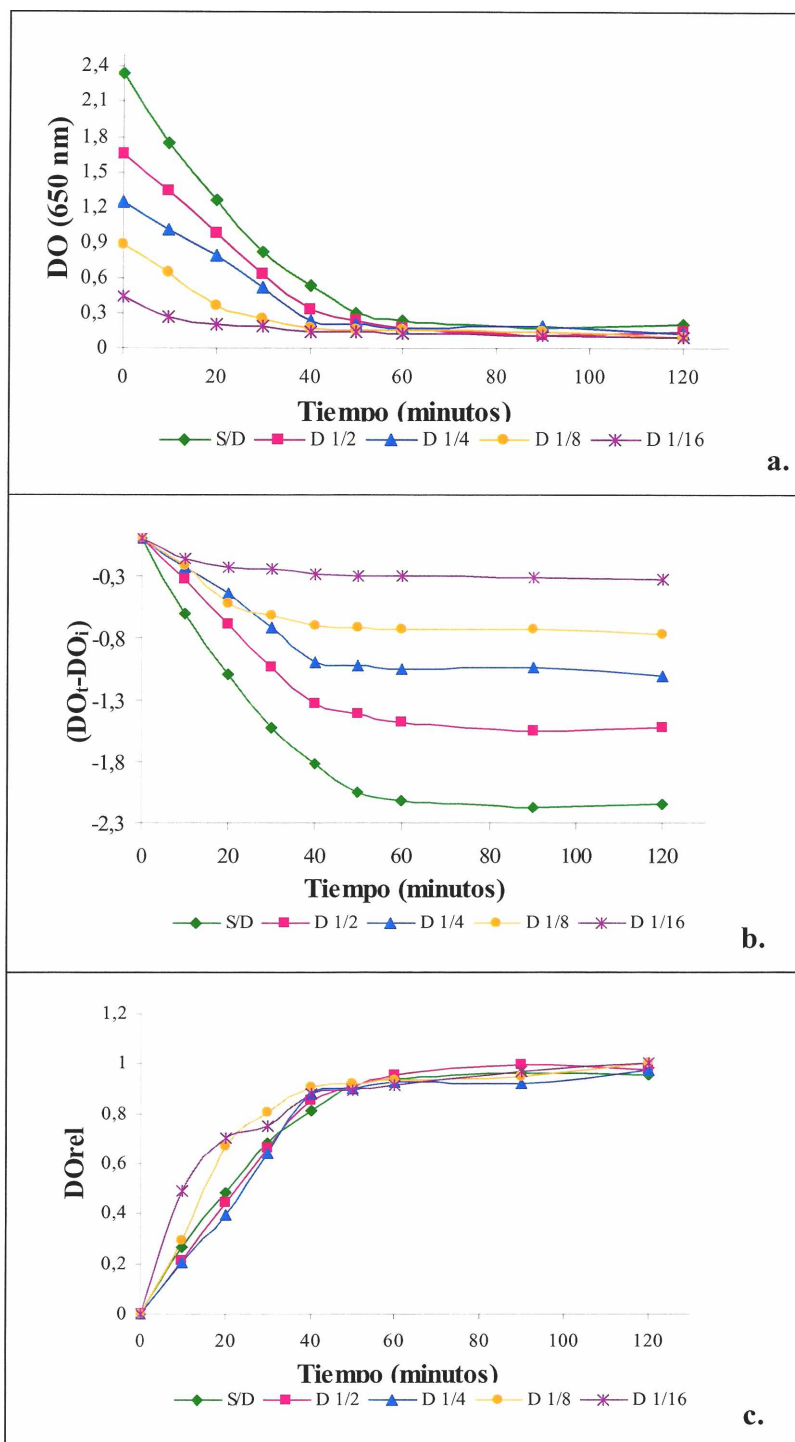 2,4
2,1
1,8
1,5
1,2
0,9
0,6
0,3
0
DO (650 nm)
0 20 40 60 80 100 120
Tiempo (minutos)
S/D D 1/2 D 1/4 D 1/8 D 1/16
a.
-0,3
-0,8
-1,3
-1,8
-2,3
(DOt-DOi)
0 20 40 60 80 100 120
Tiempo (minutos)
S/D D 1/2 D 1/4 D 1/8 D 1/16
b.
1,2
1
0,8
0,6
0,4
0,2
0
DOrel
0 20 40 60 80 100 120
Tiempo (minutos)
S/D D 1/2 D 1/4 D 1/8 D 1/16
c.